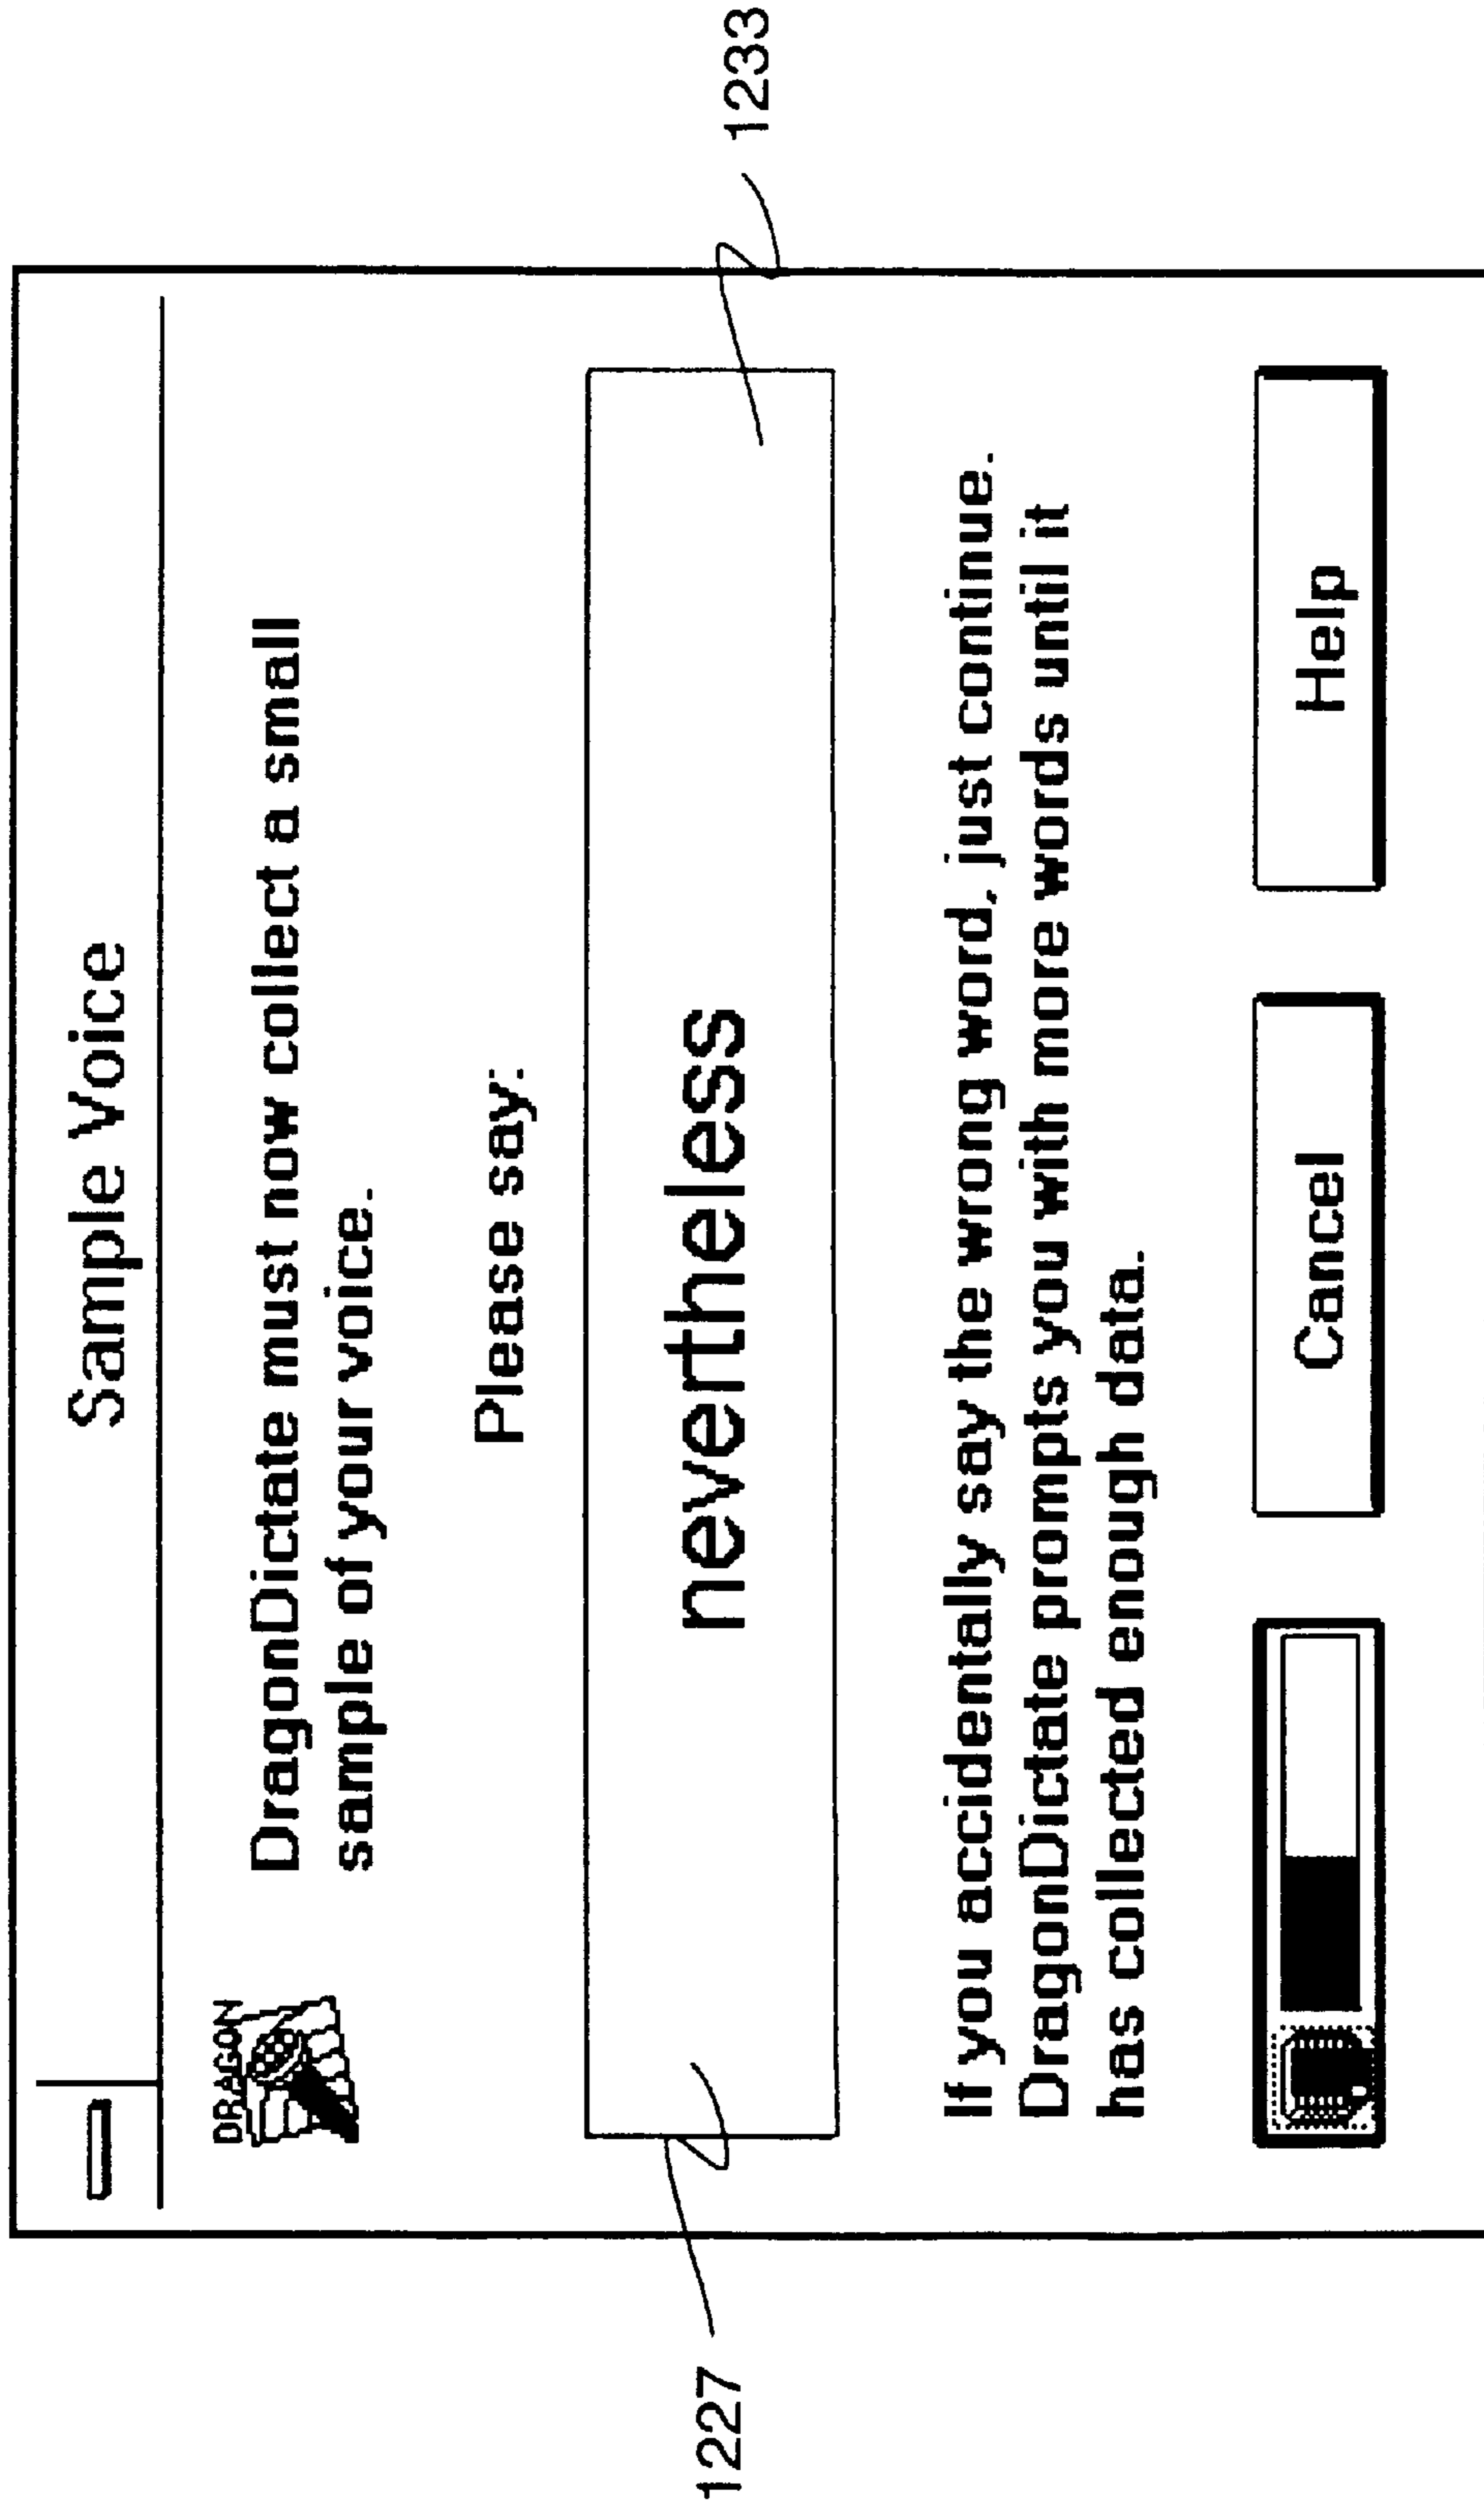 Sample Voice
DRAGON
DragonDictate must now collect a small
sample of your voice.
Please say:
nevertheless
1227
1233
If you accidentally say the wrong word, just continue.
DragonDictate prompts you with more words until it
has collected enough data.
Cancel
Help